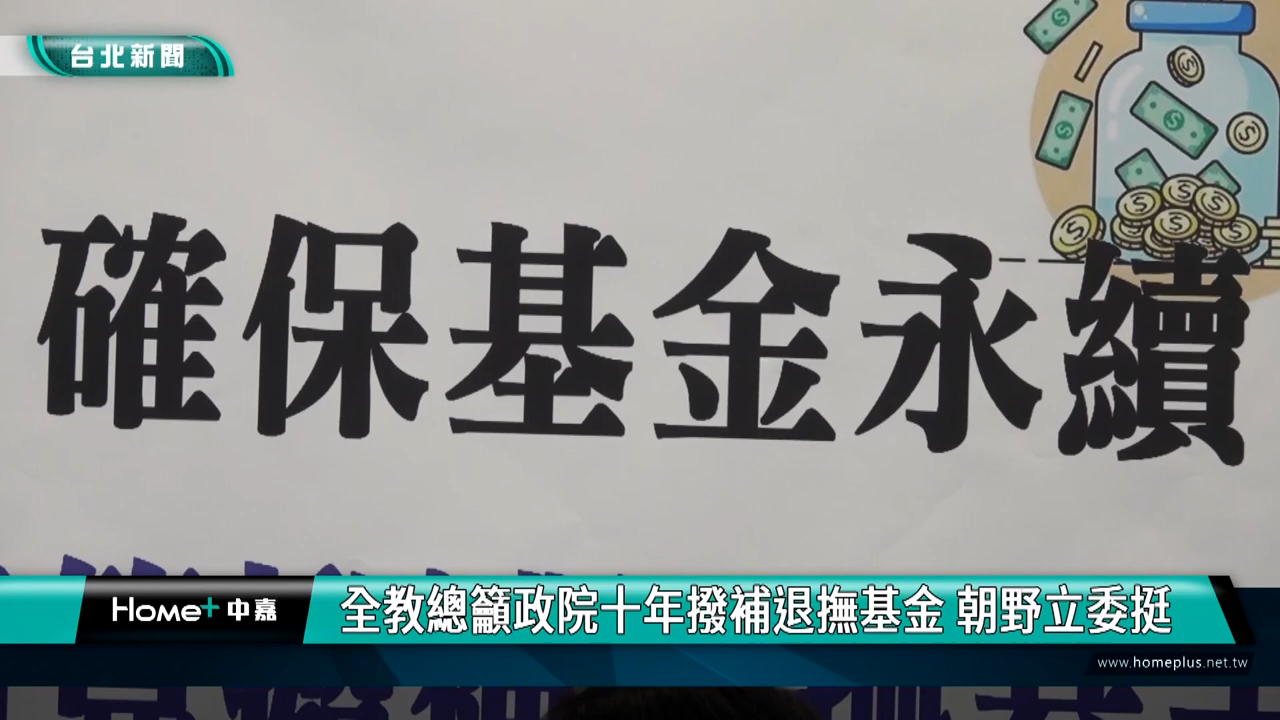 台北新聞
確保基金永續
Home+ 中嘉
全教總籲政院十年撥補退撫基金 朝野立委挺
www.homeplus.net.tw